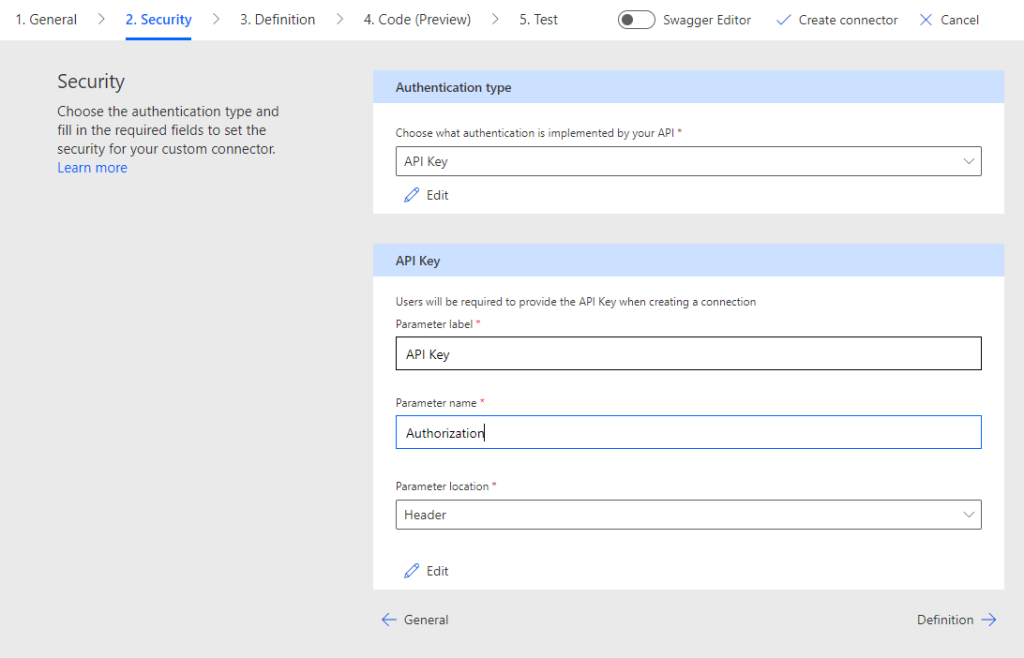 1. General 2. Security 3. Definition 4. Code (Preview) 5. Test Swagger Editor Create connector Cancel
Security
Choose the authentication type and
fill in the required fields to set the
security for your custom connector.
Learn more
Authentication type
Choose what authentication is implemented by your API *
API Key
Edit
API Key
Users will be required to provide the API Key when creating a connection
Parameter label *
API Key
Parameter name *
Authorization
Parameter location *
Header
Edit
General
Definition